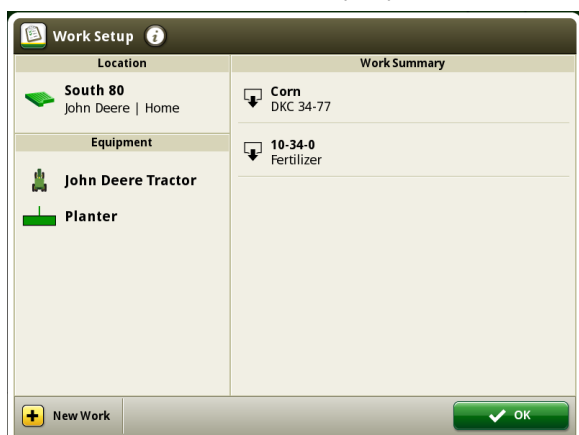 Work Setup i
Location
South 80
John Deere | Home
Equipment
John Deere Tractor
Planter
Work Summary
Corn
DKC 34-77
10-34-0
Fertilizer
New Work
OK